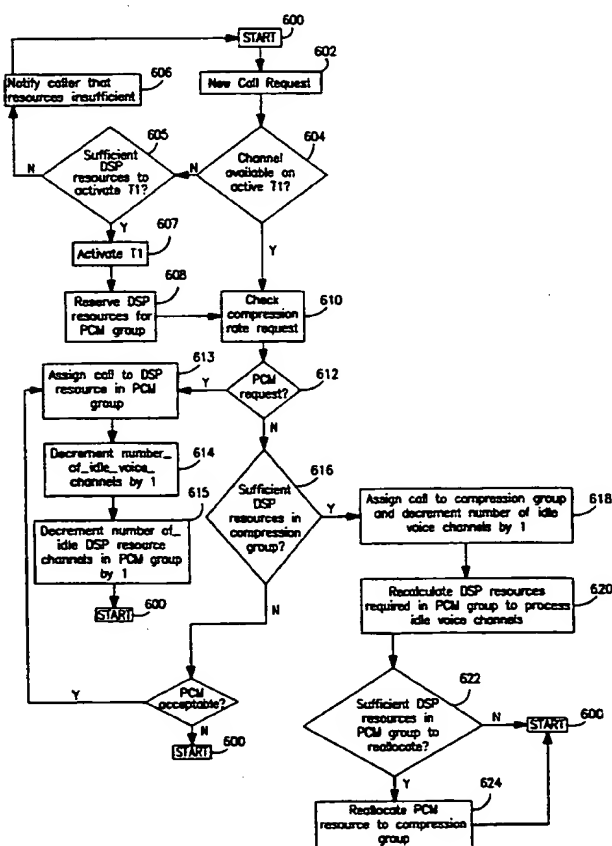 600
START
602
606
Notify caller that
resources insufficient
New Call Request
605
604
Sufficient
DSP
resources to
activate T1?
N
N
Channel
available on
active T1?
Y
607
Y
Activate T1
608
610
Reserve DSP
resources for
PCM group
Check
compression
rate request
613
612
Assign call to DSP
resource in PCM
group
Y
PCM
request?
N
614
616
Decrement number_
of_idle_voice_
channels by 1
Sufficient
DSP
resources in
compression
group?
Y
618
Assign call to compression group
and decrement number of idle
voice channels by 1
615
Decrement number of_
idle DSP resource
channels in PCM group
by 1
START
600
N
620
Recalculate DSP resources
required in PCM group to process
idle voice channels
Y
PCM
acceptable?
N
START
600
622
Sufficient DSP
resources in
PCM group to
reallocate?
N
START
600
Y
624
Reallocate PCM
resource to compression
group